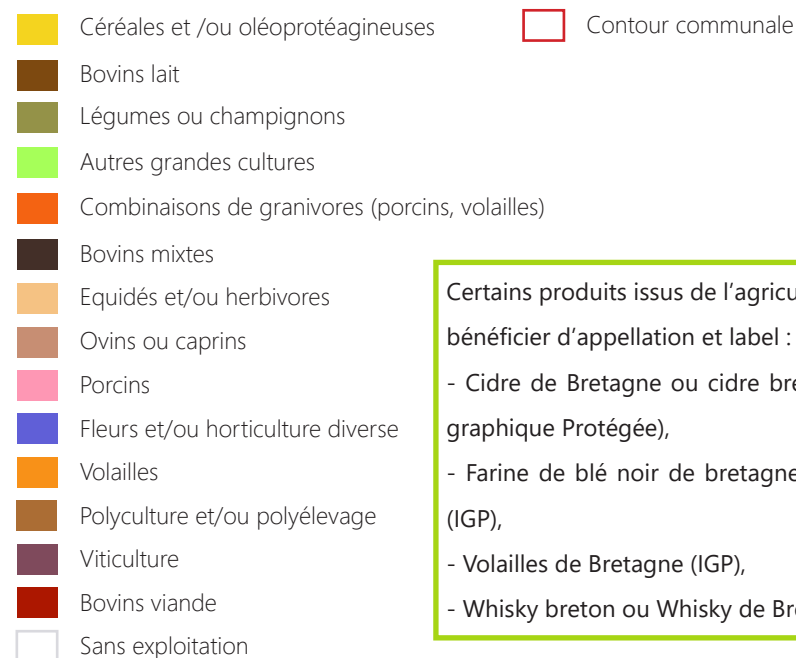 Céréales et /ou oléoprotéagineuses
Contour communale
Bovins lait
Légumes ou champignons
Autres grandes cultures
Combinaisons de granivores (porcins, volailles)
Bovins mixtes
Equidés et/ou herbivores
Ovins ou caprins
Porcins
Fleurs et/ou horticulture diverse
Volailles
Polyculture et/ou polyélevage
Viticulture
Bovins viande
Sans exploitation
Certains produits issus de l’agricu
bénéficier d’appellation et label :
- Cidre de Bretagne ou cidre bre
graphique Protégée),
- Farine de blé noir de bretagne
(IGP),
- Volailles de Bretagne (IGP),
- Whisky breton ou Whisky de Bre